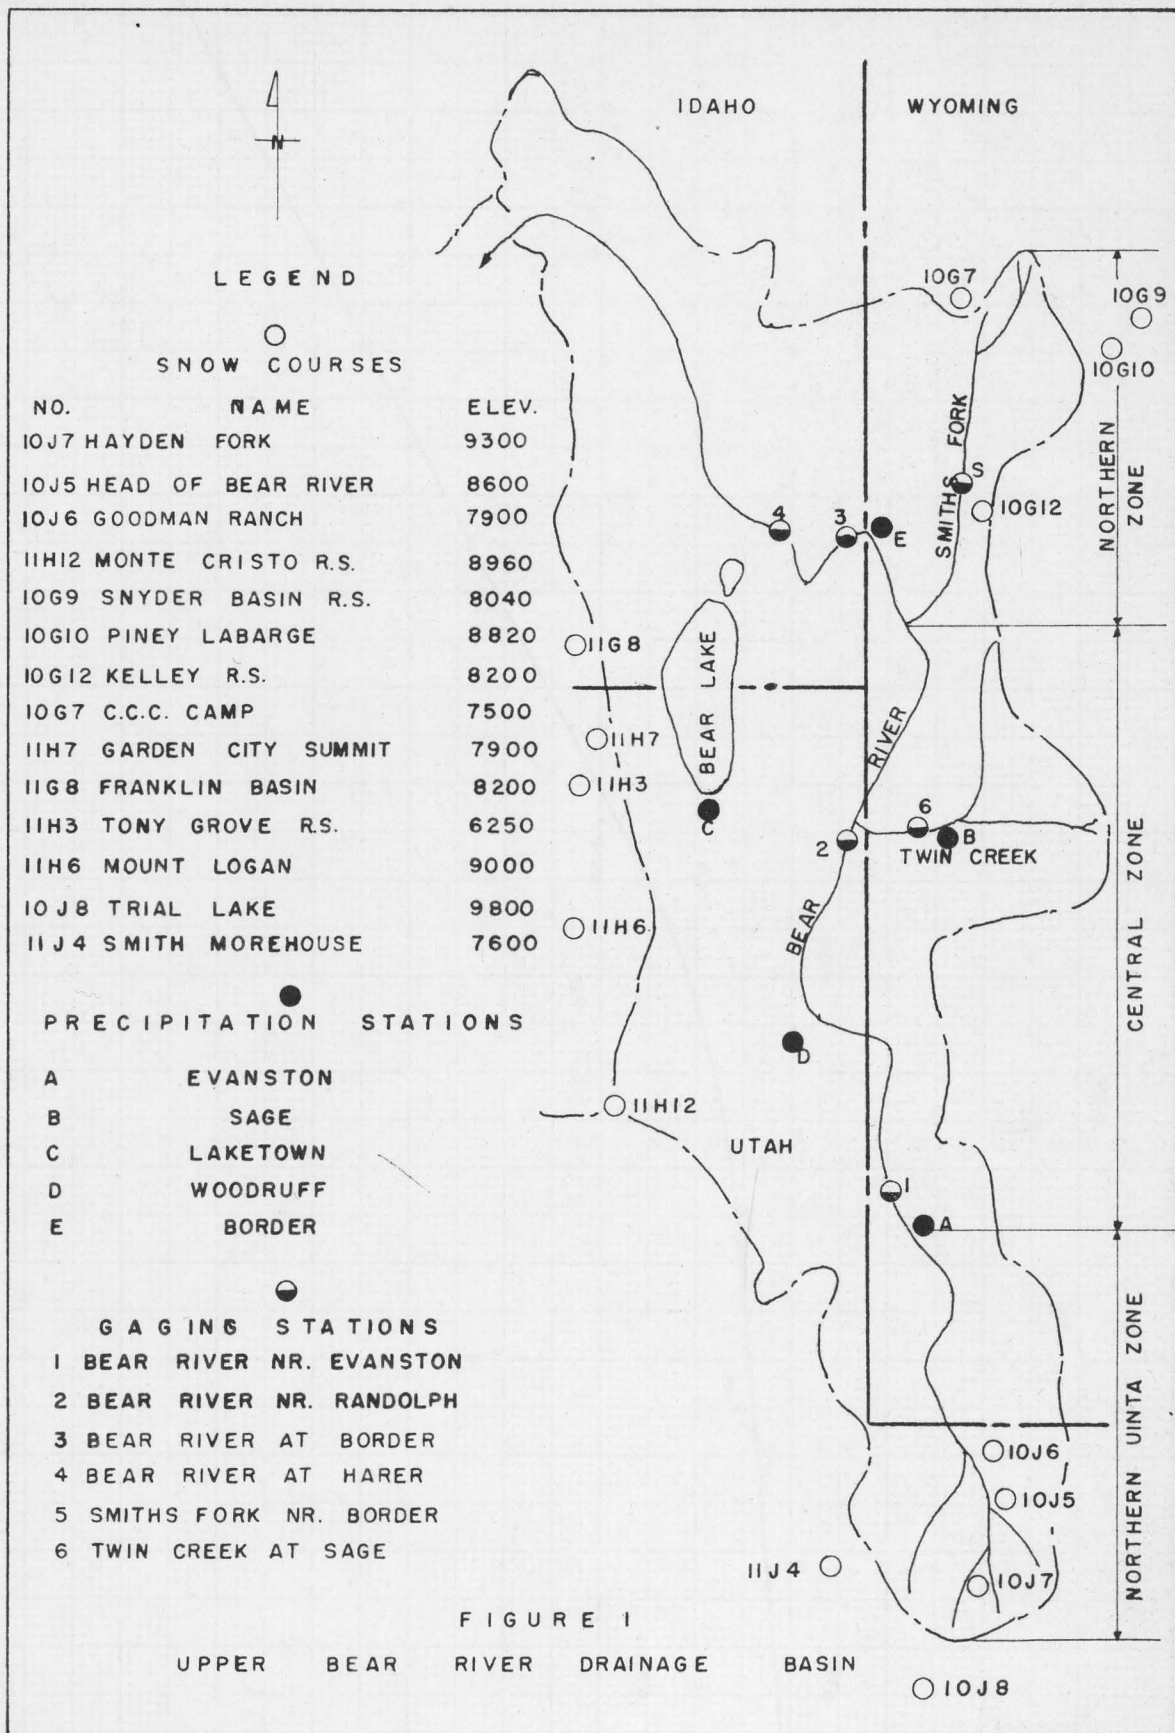 N
LEGEND
SNOW COURSES
NO. NAME ELEV.
10J7 HAYDEN FORK 9300
10J5 HEAD OF BEAR RIVER 8600
10J6 GOODMAN RANCH 7900
11H12 MONTE CRISTO R.S. 8960
10G9 SNYDER BASIN R.S. 8040
10G10 PINEY LABARGE 8820
10G12 KELLEY R.S. 8200
10G7 C.C.C. CAMP 7500
11H7 GARDEN CITY SUMMIT 7900
11G8 FRANKLIN BASIN 8200
11H3 TONY GROVE R.S. 6250
11H6 MOUNT LOGAN 9000
10J8 TRIAL LAKE 9800
11J4 SMITH MOREHOUSE 7600
PRECIPITATION STATIONS
A EVANSTON
B SAGE
C LAKETOWN
D WOODRUFF
E BORDER
GAGING STATIONS
1 BEAR RIVER NR. EVANSTON
2 BEAR RIVER NR. RANDOLPH
3 BEAR RIVER AT BORDER
4 BEAR RIVER AT HARER
5 SMITHS FORK NR. BORDER
6 TWIN CREEK AT SAGE
IDAHO
WYOMING
10G7
10G9
10G10
SMITHS FORK
S
10G12
NORTHERN ZONE
4
3
E
11G8
BEAR LAKE
11H7
11H3
C
RIVER
6
B
2
TWIN CREEK
11H6
BEAR
CENTRAL ZONE
D
11H12
UTAH
1
A
10J6
10J5
11J4
10J7
NORTHERN UINTA ZONE
10J8
FIGURE 1
UPPER BEAR RIVER DRAINAGE BASIN